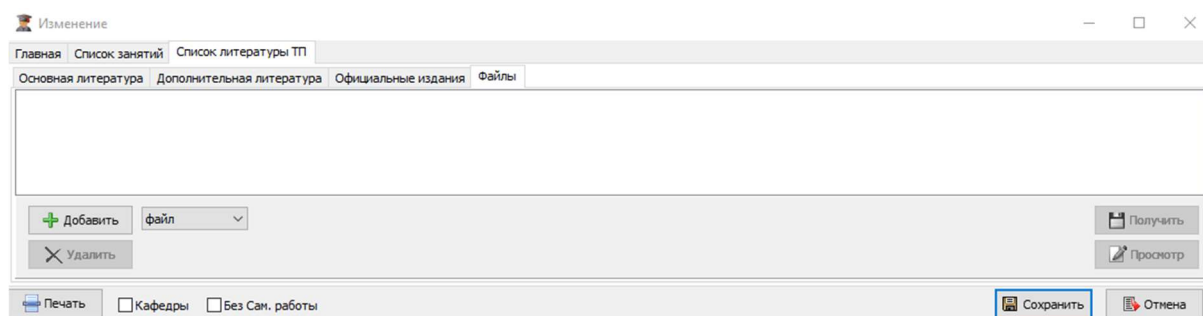 Изменение
Главная Список занятий Список литературы ТП
Основная литература Дополнительная литература Официальные издания Файлы
Добавить файл Получить
Удалить Просмотр
Печать Кафедры Без Сам. работы Сохранить Отмена